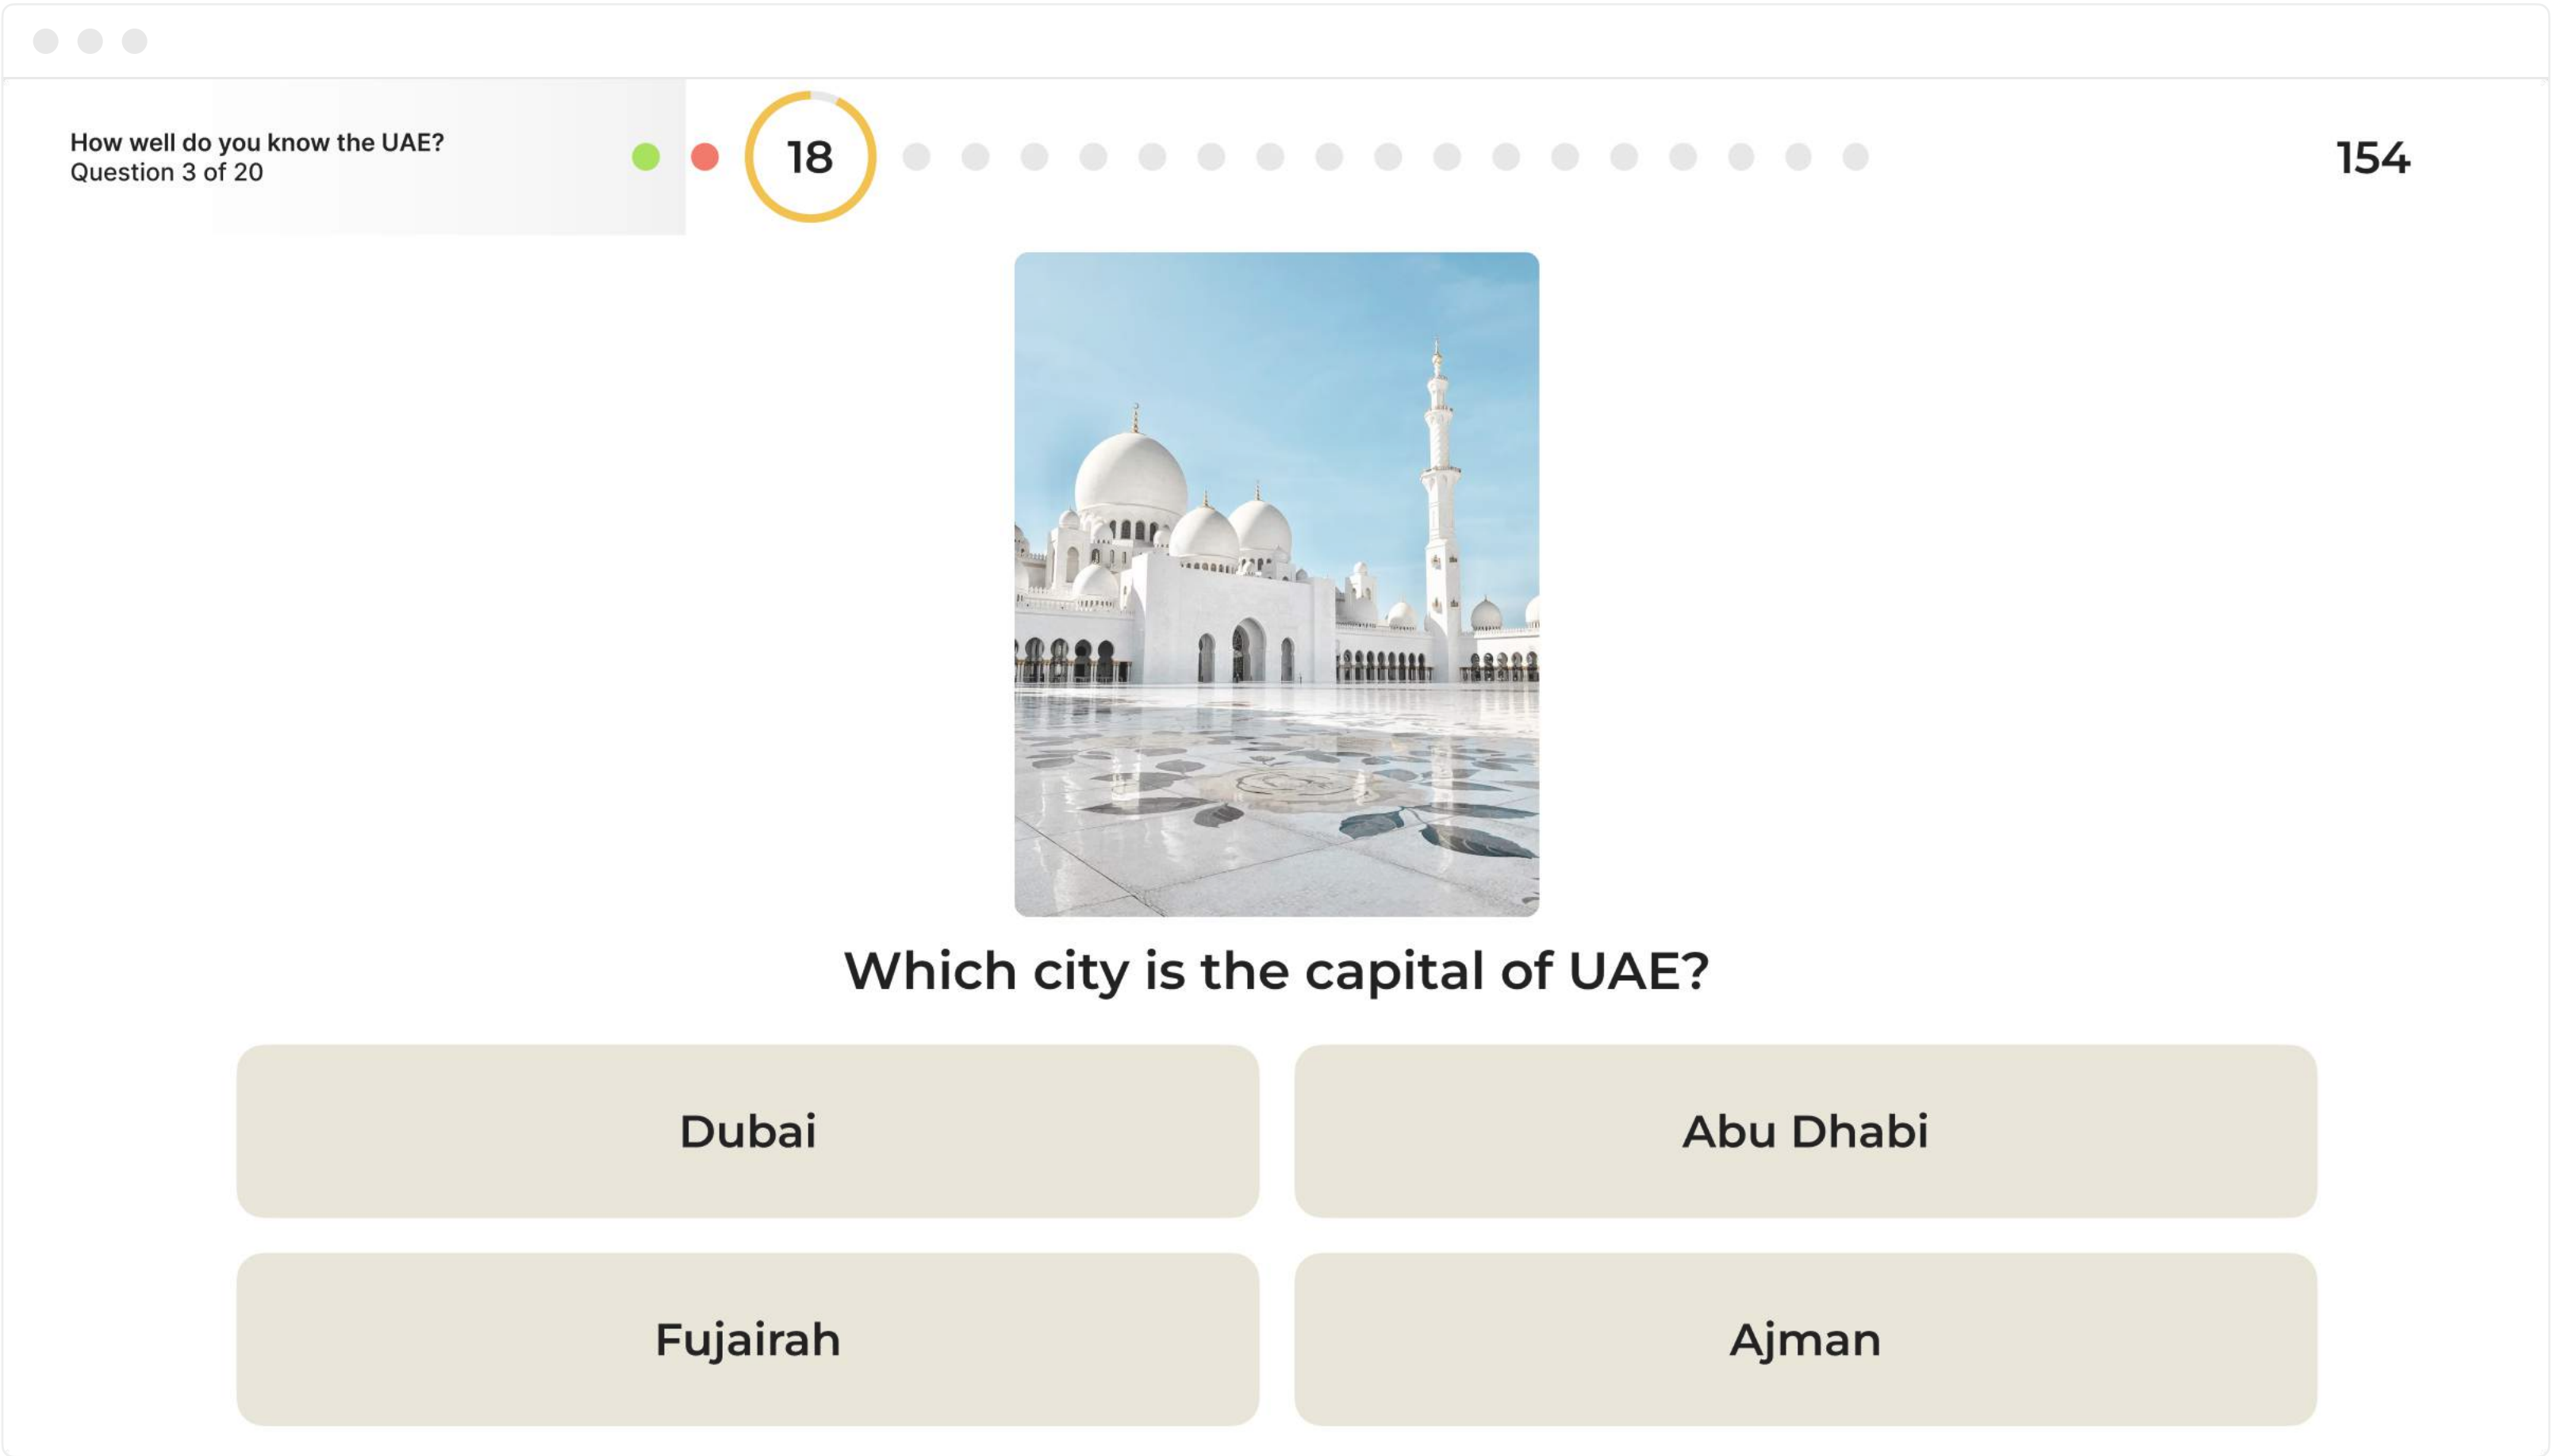 How well do you know the UAE?
Question 3 of 20
18
154
Which city is the capital of UAE?
Dubai
Abu Dhabi
Fujairah
Ajman